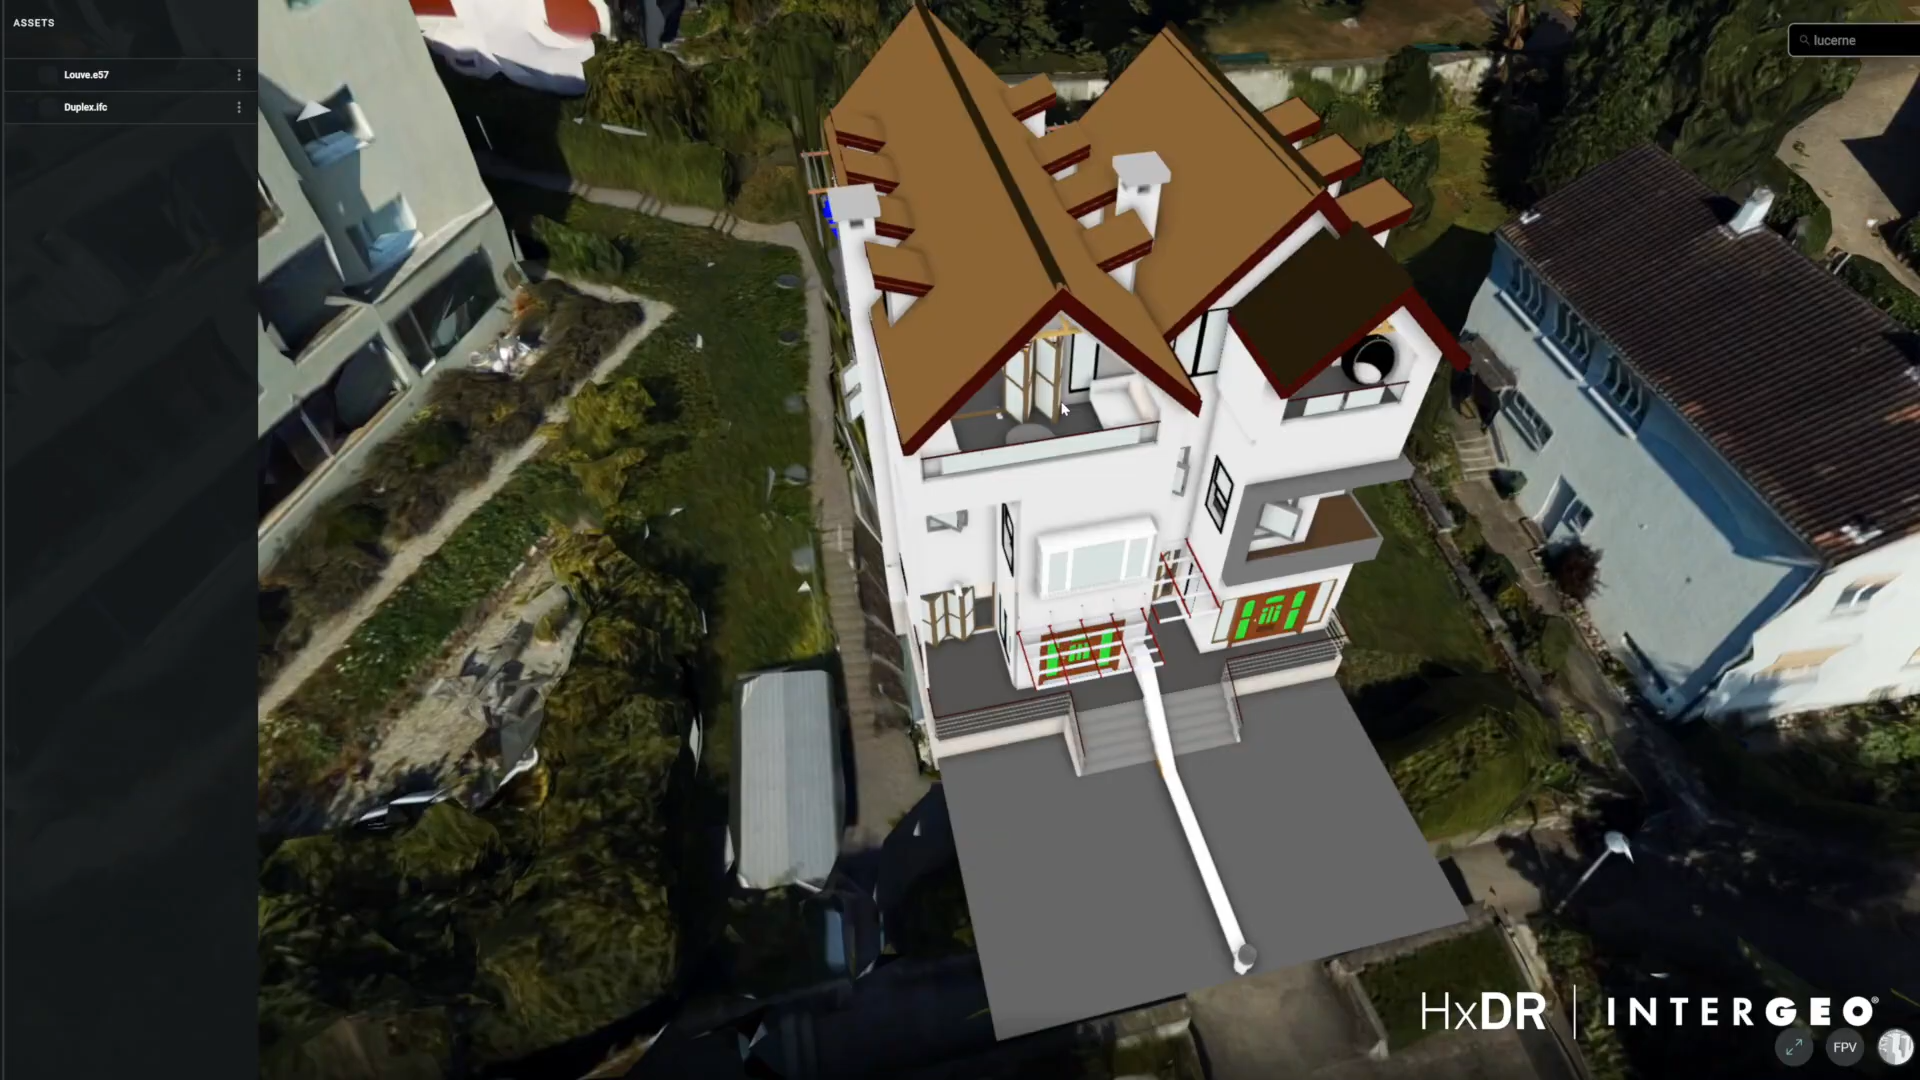 ASSETS
Louve.e57
Duplex.ifc
lucerne
HxDR | INTERGEO®
FPV